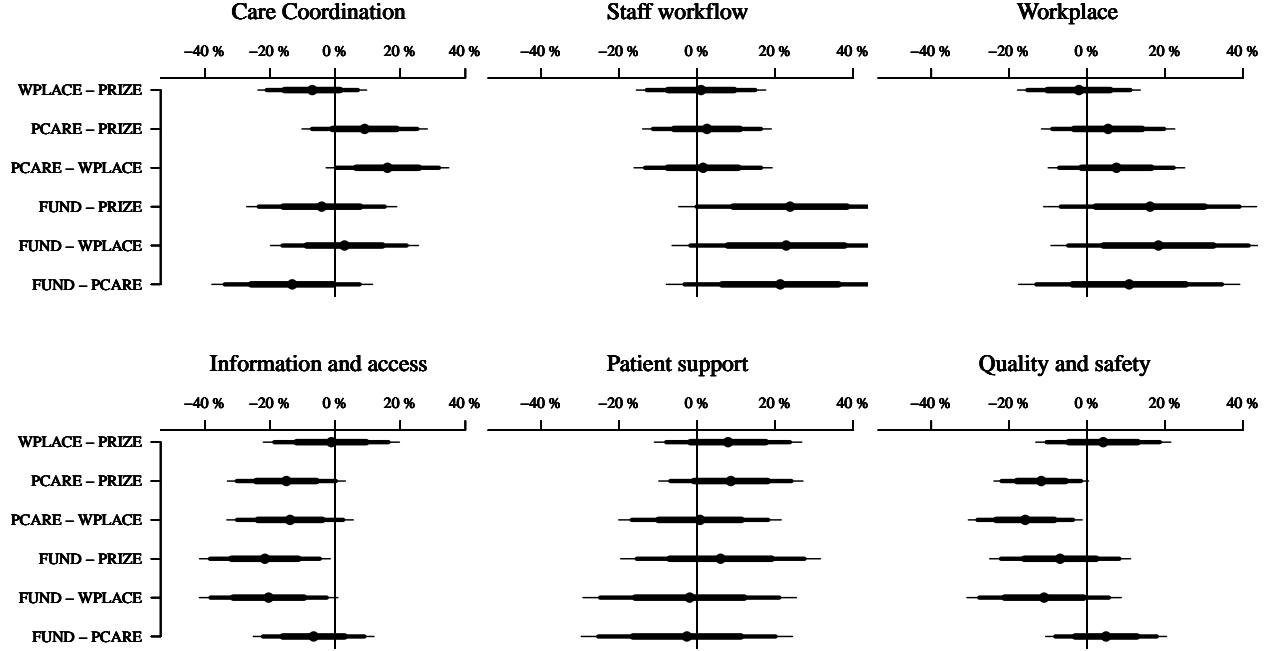 Care Coordination Staff workflow Workplace
−40 % −20 % 0 % 20 % 40 % −20 % 0 % 20 % 40 % −40 % −20 % 0 % 20 % 40 %
WPLACE − PRIZE
PCARE − PRIZE
PCARE − WPLACE
FUND − PRIZE
FUND − WPLACE
FUND − PCARE
Information and access Patient support Quality and safety
−40 % −20 % 0 % 20 % 40 % −20 % 0 % 20 % 40 % −40 % −20 % 0 % 20 % 40 %
WPLACE − PRIZE
PCARE − PRIZE
PCARE − WPLACE
FUND − PRIZE
FUND − WPLACE
FUND − PCARE